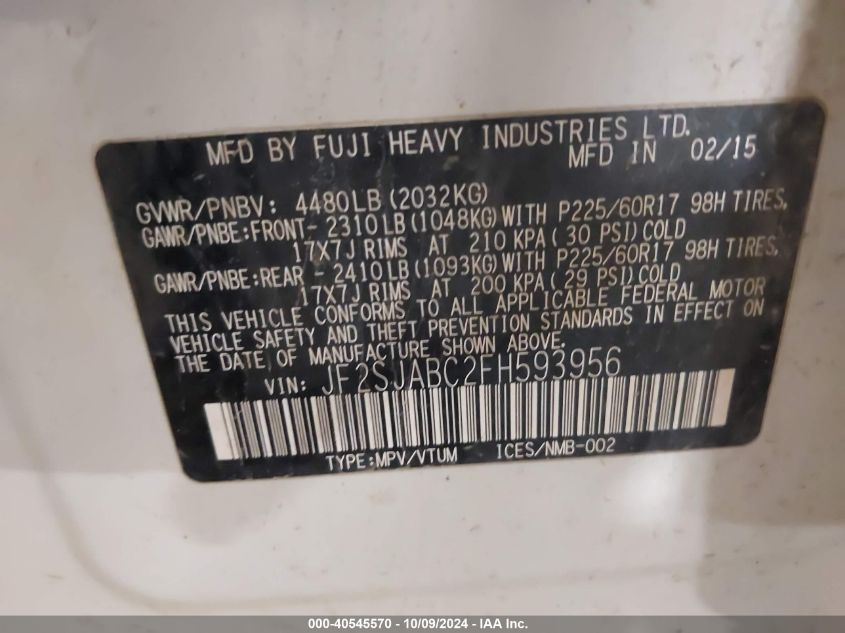 MFD BY FUJI HEAVY INDUSTRIES LTD.
MFD IN 02/15
GVWR/PNBV: 4480LB (2032KG)
GAWR/PNBE:FRONT- 2310LB (1048KG)WITH P225/60R17 98H TIRES,
17X7J RIMS AT 210 KPA( 30 PSI)COLD
GAWR/PNBE:REAR - 2410LB (1093KG)WITH P225/60R17 98H TIRES,
17X7J RIMS AT 200 KPA( 29 PSI)COLD
THIS VEHICLE CONFORMS TO ALL APPLICABLE FEDERAL MOTOR
VEHICLE SAFETY AND THEFT PREVENTION STANDARDS IN EFFECT ON
THE DATE OF MANUFACTURE SHOWN ABOVE.
VIN: JF2SJABC2FH593956
TYPE:MPV/VTUM ICES/NMB-002
000-40545570 - 10/09/2024 - IAA Inc.